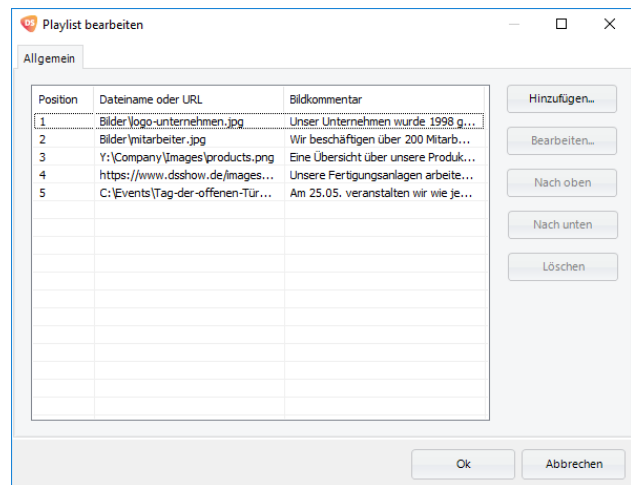 DS Playlist bearbeiten
Allgemein
Position Dateiname oder URL Bildkommentar
1 Bilder\logo-unternehmen.jpg Unser Unternehmen wurde 1998 g...
2 Bilder\mitarbeiter.jpg Wir beschäftigen über 200 Mitarb...
3 Y:\Company\Images\products.png Eine Übersicht über unsere Produk...
4 https://www.dsshow.de/images... Unsere Fertigungsanlagen arbeite...
5 C:\Events\Tag-der-offenen-Tür... Am 25.05. veranstalten wir wie je...
Hinzufügen...
Bearbeiten...
Nach oben
Nach unten
Löschen
Ok Abbrechen